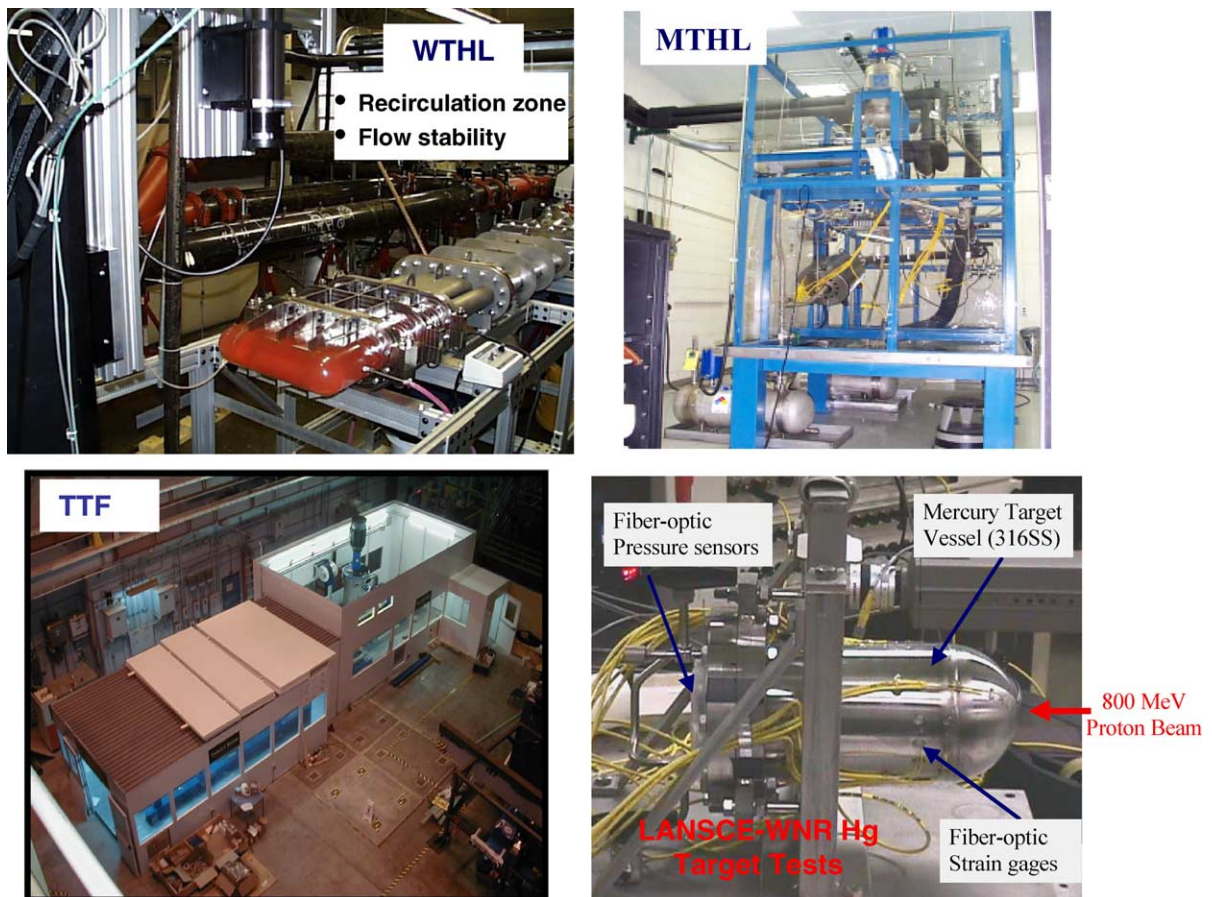 WTHL
• Recirculation zone
• Flow stability
MTHL
TTF
Fiber-optic
Pressure sensors
Mercury Target
Vessel (316SS)
800 MeV
Proton Beam
LANSCE-WNR Hg
Target Tests
Fiber-optic
Strain gages